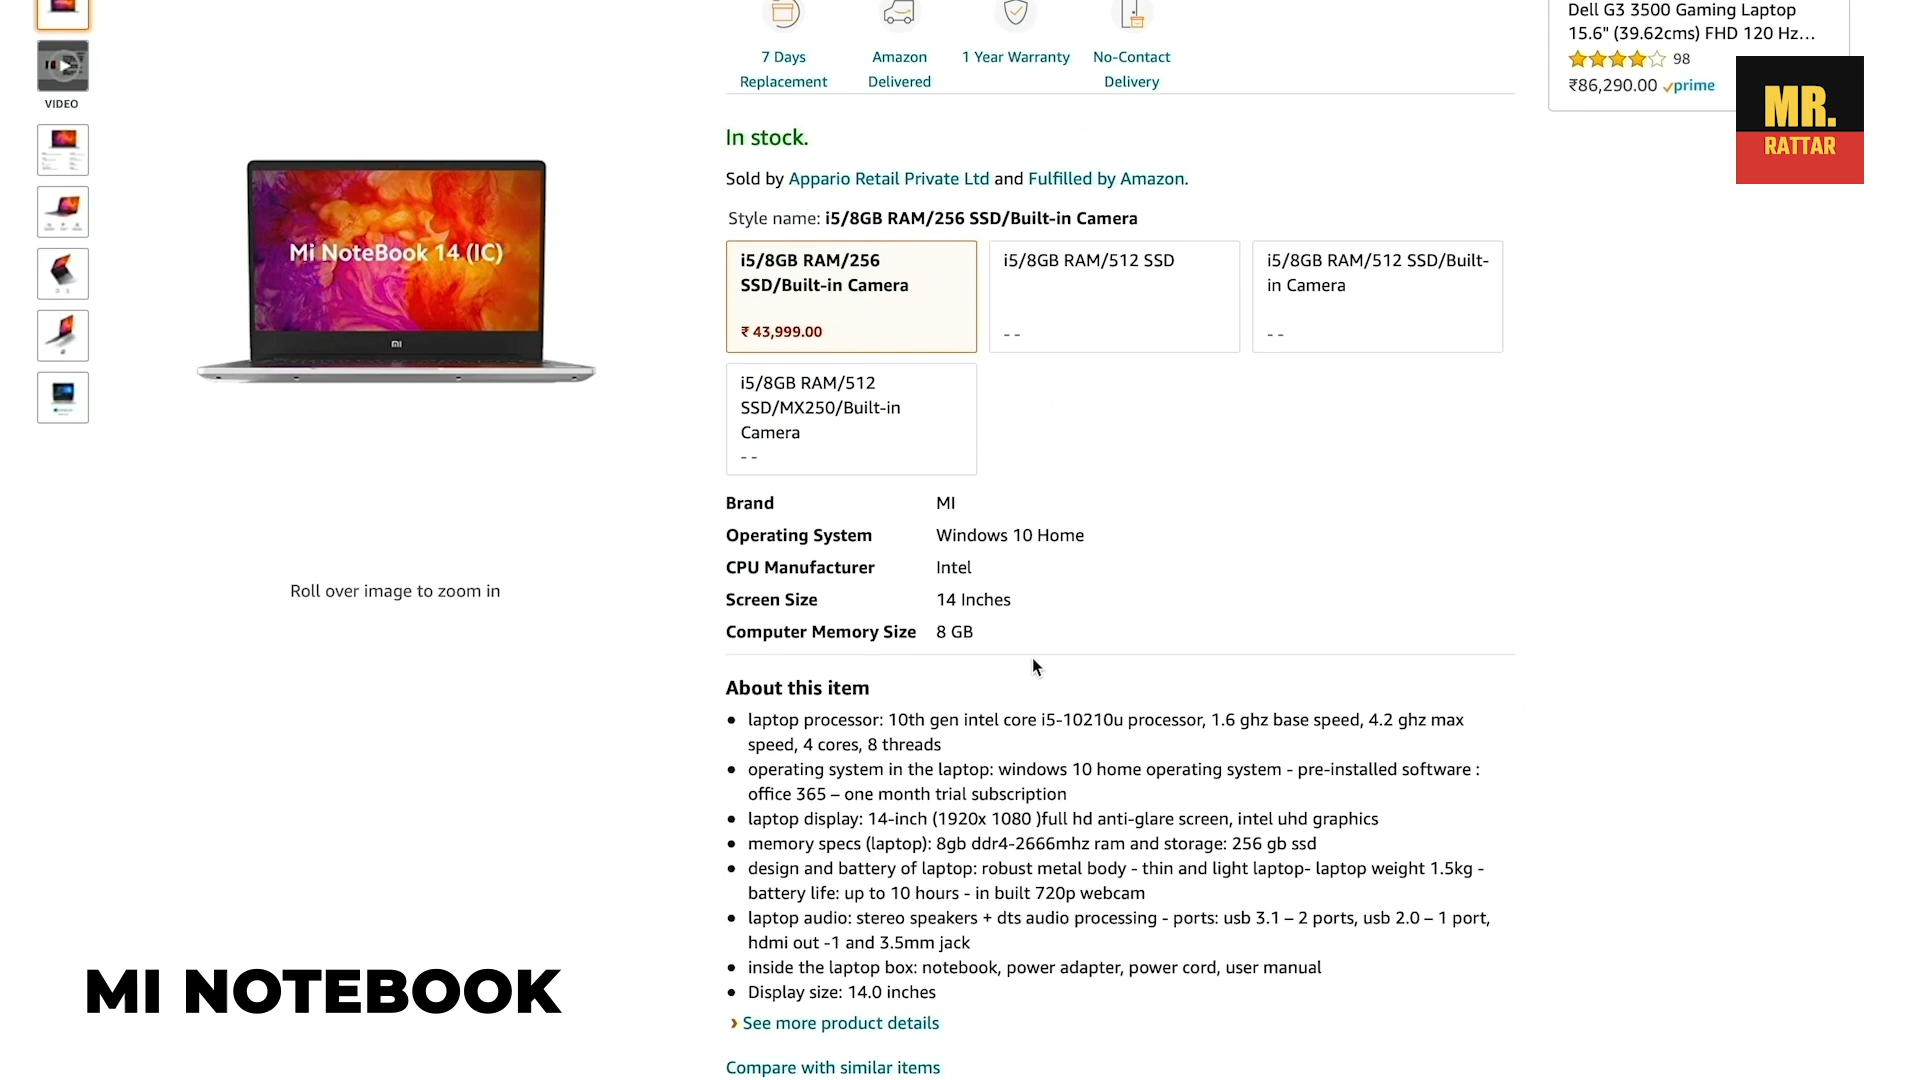 VIDEO
Mi NoteBook 14 (IC)
Roll over image to zoom in
MI NOTEBOOK
7 Days
Replacement
Amazon
Delivered
1 Year Warranty
No-Contact
Delivery
In stock.
Sold by Appario Retail Private Ltd and Fulfilled by Amazon.
Style name: i5/8GB RAM/256 SSD/Built-in Camera
i5/8GB RAM/256
SSD/Built-in Camera
₹ 43,999.00
i5/8GB RAM/512 SSD
- -
i5/8GB RAM/512 SSD/Built-
in Camera
- -
i5/8GB RAM/512
SSD/MX250/Built-in
Camera
- -
Brand MI
Operating System Windows 10 Home
CPU Manufacturer Intel
Screen Size 14 Inches
Computer Memory Size 8 GB
About this item
laptop processor: 10th gen intel core i5-10210u processor, 1.6 ghz base speed, 4.2 ghz max
speed, 4 cores, 8 threads
operating system in the laptop: windows 10 home operating system - pre-installed software :
office 365 – one month trial subscription
laptop display: 14-inch (1920x 1080 )full hd anti-glare screen, intel uhd graphics
memory specs (laptop): 8gb ddr4-2666mhz ram and storage: 256 gb ssd
design and battery of laptop: robust metal body - thin and light laptop- laptop weight 1.5kg -
battery life: up to 10 hours - in built 720p webcam
laptop audio: stereo speakers + dts audio processing - ports: usb 3.1 – 2 ports, usb 2.0 – 1 port,
hdmi out -1 and 3.5mm jack
inside the laptop box: notebook, power adapter, power cord, user manual
Display size: 14.0 inches
› See more product details
Compare with similar items
Dell G3 3500 Gaming Laptop
15.6" (39.62cms) FHD 120 Hz...
98
₹86,290.00 prime
MR.
RATTAR